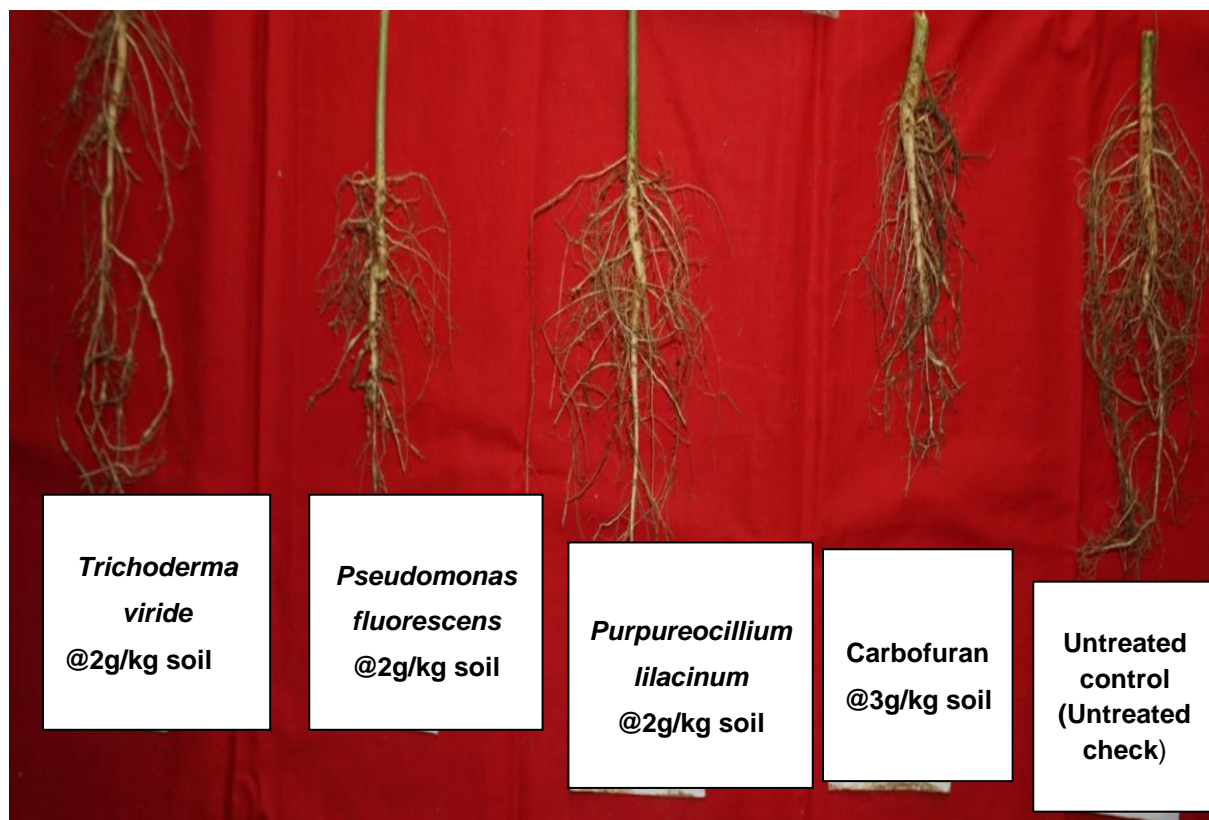 Trichoderma
viride
@2g/kg soil
Pseudomonas
fluorescens
@2g/kg soil
Purpureocillium
lilacinum
@2g/kg soil
Carbofuran
@3g/kg soil
Untreated
control
(Untreated
check)